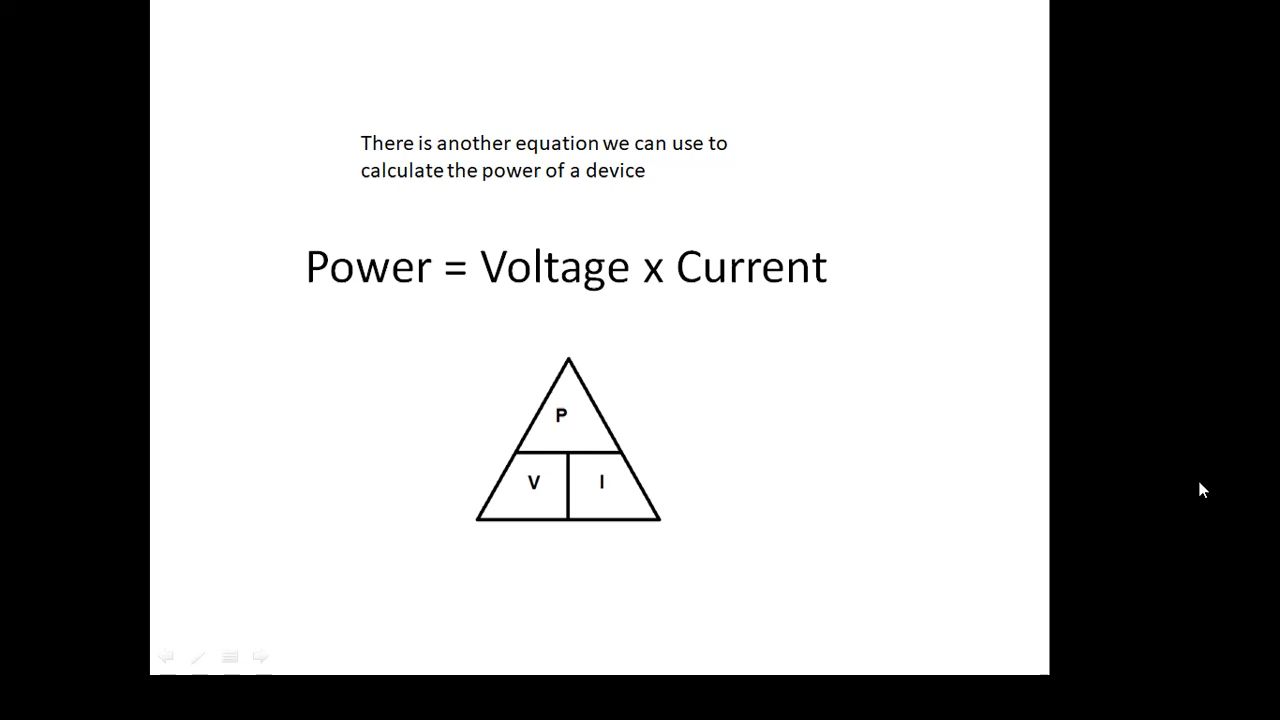 There is another equation we can use to
calculate the power of a device
Power = Voltage x Current
P
V I